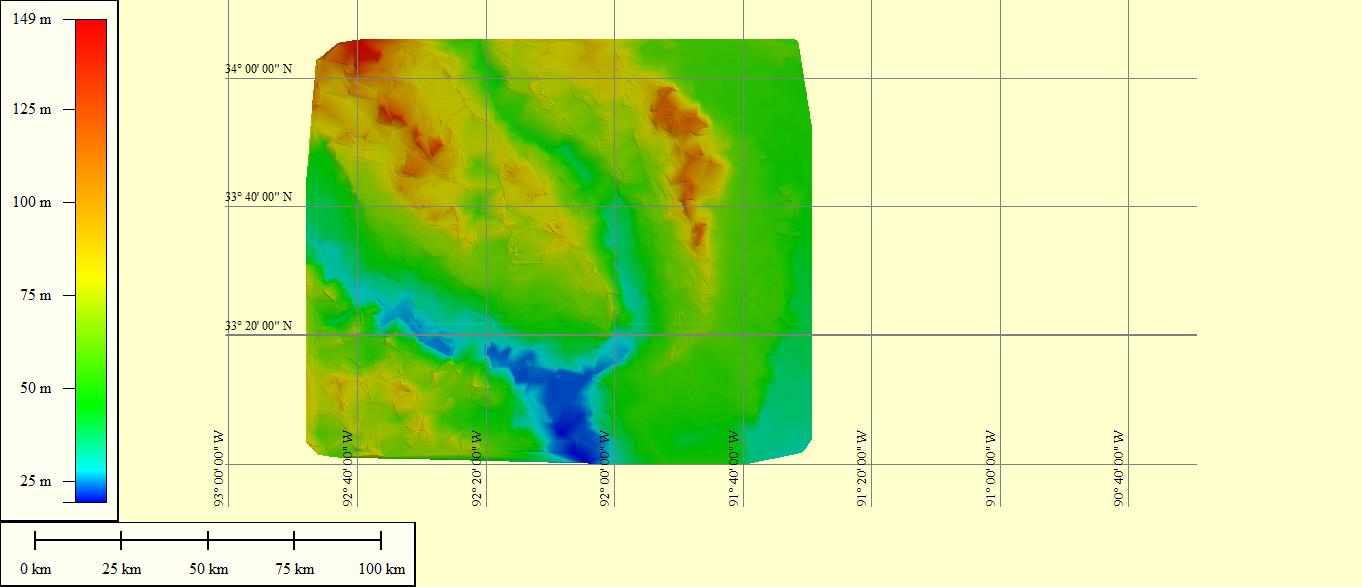 149 m
125 m
100 m
75 m
50 m
25 m
34° 00' 00" N
33° 40' 00" N
33° 20' 00" N
93° 00' 00" W
92° 40' 00" W
92° 20' 00" W
92° 00' 00" W
91° 40' 00" W
91° 20' 00" W
91° 00' 00" W
90° 40' 00" W
0 km 25 km 50 km 75 km 100 km